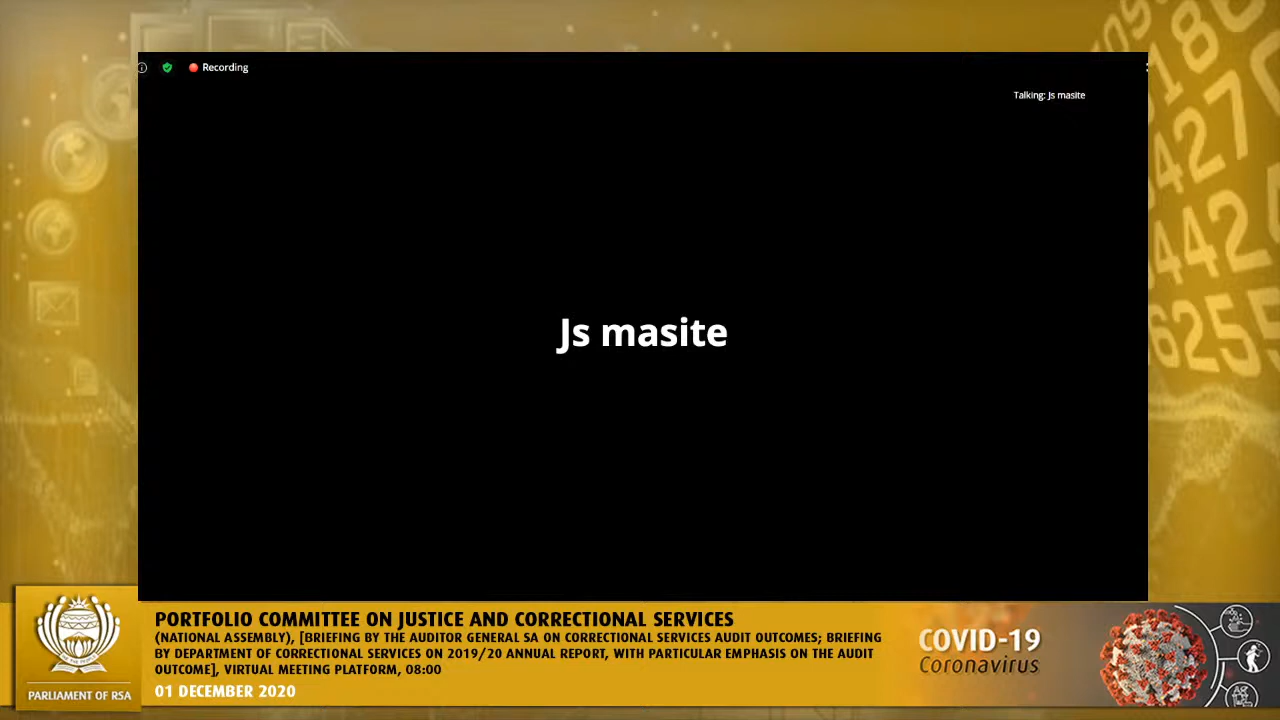 Recording
Talking: Js masite
Js masite
PORTFOLIO COMMITTEE ON JUSTICE AND CORRECTIONAL SERVICES
(NATIONAL ASSEMBLY), [BRIEFING BY THE AUDITOR GENERAL SA ON CORRECTIONAL SERVICES AUDIT OUTCOMES; BRIEFING
BY DEPARTMENT OF CORRECTIONAL SERVICES ON 2019/20 ANNUAL REPORT, WITH PARTICULAR EMPHASIS ON THE AUDIT
OUTCOME], VIRTUAL MEETING PLATFORM, 08:00
01 DECEMBER 2020
PARLIAMENT OF RSA
COVID-19
Coronavirus